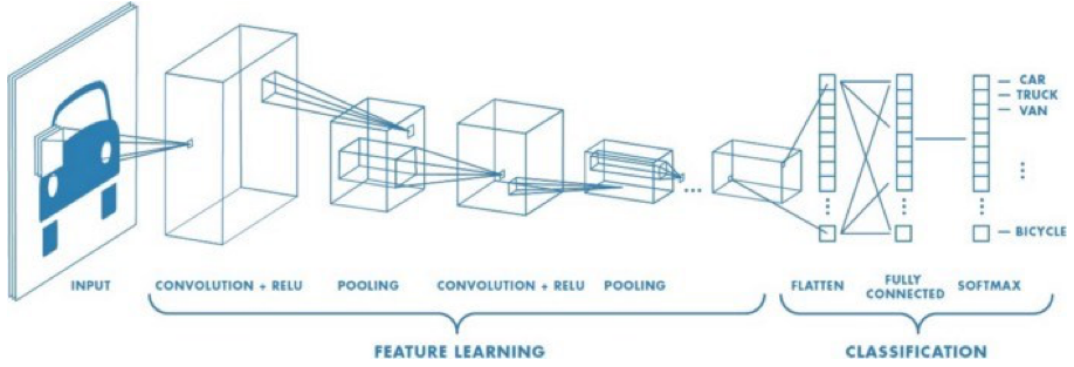 CAR
TRUCK
VAN
...
BICYCLE
INPUT
CONVOLUTION + RELU
POOLING
CONVOLUTION + RELU
POOLING
FLATTEN
FULLY
CONNECTED
SOFTMAX
FEATURE LEARNING
CLASSIFICATION